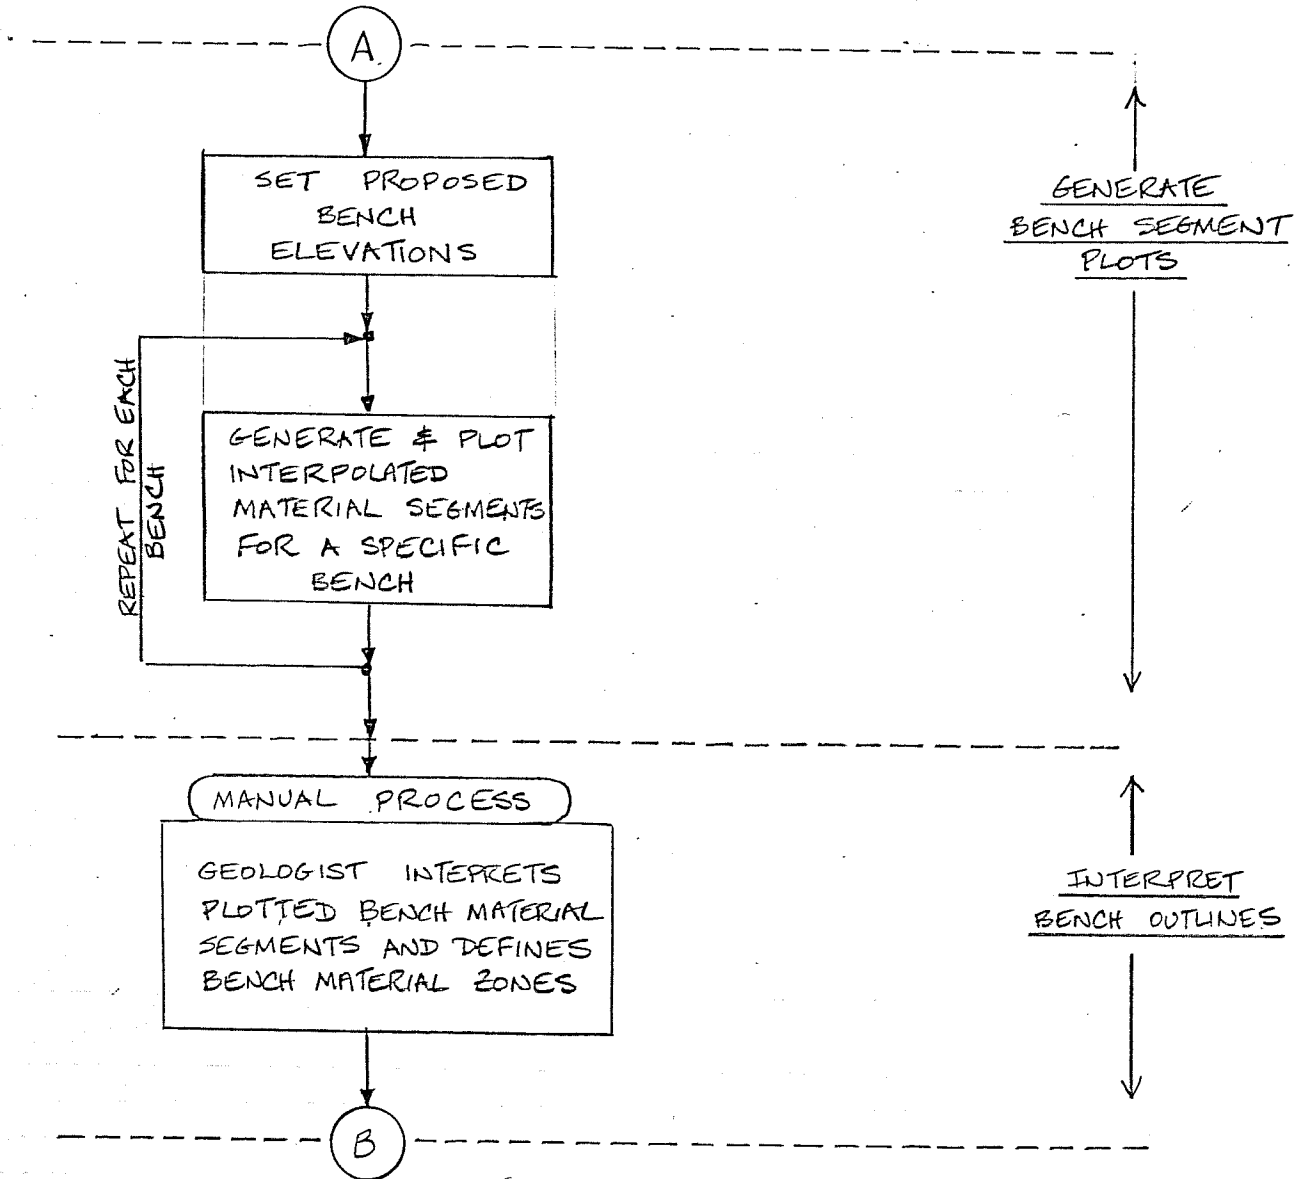 A.
SET PROPOSED
BENCH
ELEVATIONS
GENERATE
BENCH SEGMENT
PLOTS
REPEAT FOR EACH
BENCH
GENERATE & PLOT
INTERPOLATED
MATERIAL SEGMENTS
FOR A SPECIFIC
BENCH
MANUAL PROCESS
GEOLOGIST INTEPRETS
PLOTTED BENCH MATERIAL
SEGMENTS AND DEFINES
BENCH MATERIAL ZONES
INTERPRET
BENCH OUTLINES
B